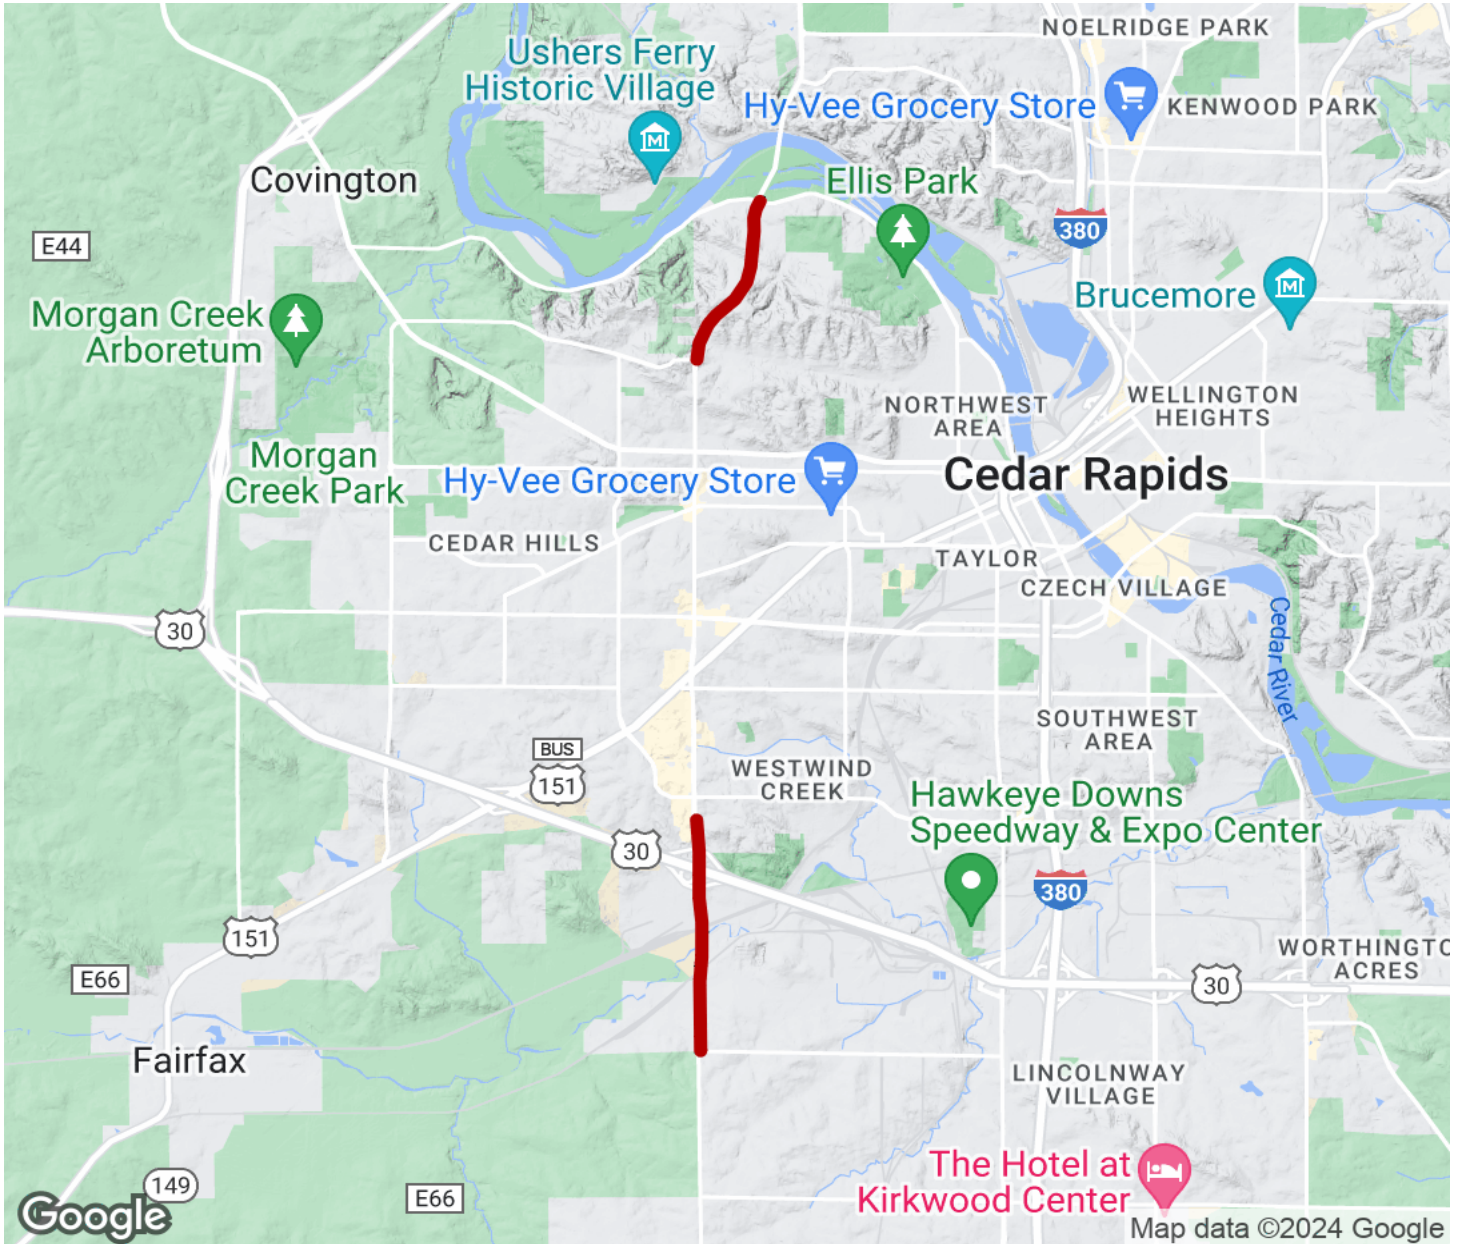 NOELRIDGE PARK
Ushers Ferry
Historic Village
Hy-Vee Grocery Store
KENWOOD PARK
Covington
Ellis Park
380
E44
Brucemore
Morgan Creek
Arboretum
NORTHWEST
AREA
WELLINGTON
HEIGHTS
Morgan
Creek Park
Hy-Vee Grocery Store
Cedar Rapids
CEDAR HILLS
TAYLOR
CZECH VILLAGE
30
Cedar River
SOUTHWEST
AREA
BUS
151
WESTWIND
CREEK
Hawkeye Downs
Speedway & Expo Center
30
380
151
WORTHINGTO
ACRES
E66
30
Fairfax
LINCOLNWAY
VILLAGE
The Hotel at
Kirkwood Center
149
E66
Google
Map data ©2024 Google